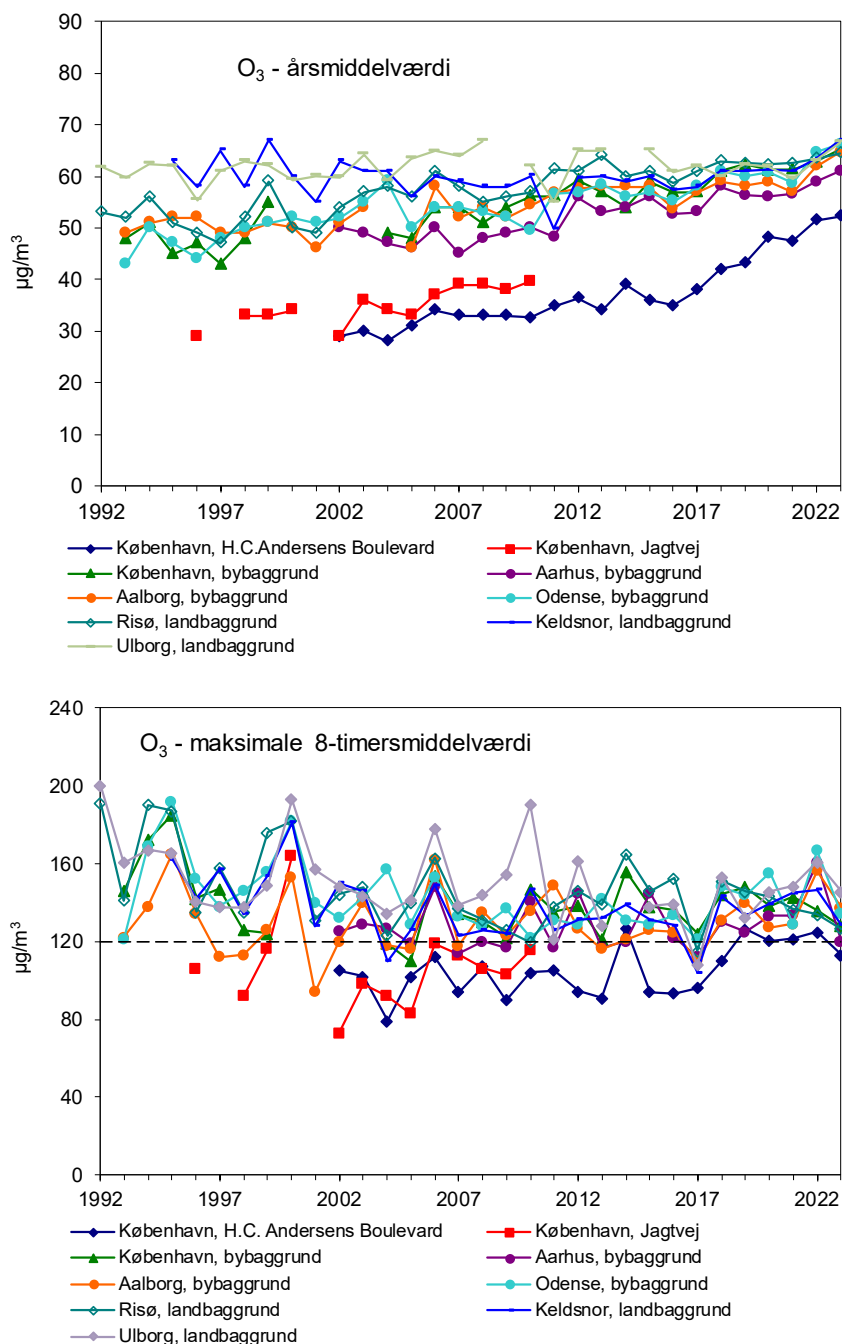 O₃ - årsmiddelværdi
µg/m³
90
80
70
60
50
40
30
20
10
0
1992 1997 2002 2007 2012 2017 2022
København, H.C.Andersens Boulevard København, Jagtvej
København, bybaggrund Aarhus, bybaggrund
Aalborg, bybaggrund Odense, bybaggrund
Risø, landbaggrund Keldsnor, landbaggrund
Ulborg, landbaggrund
O₃ - maksimale 8-timersmiddelværdi
µg/m³
240
200
160
120
80
40
0
1992 1997 2002 2007 2012 2017 2022
København, H.C. Andersens Boulevard København, Jagtvej
København, bybaggrund Aarhus, bybaggrund
Aalborg, bybaggrund Odense, bybaggrund
Risø, landbaggrund Keldsnor, landbaggrund
Ulborg, landbaggrund